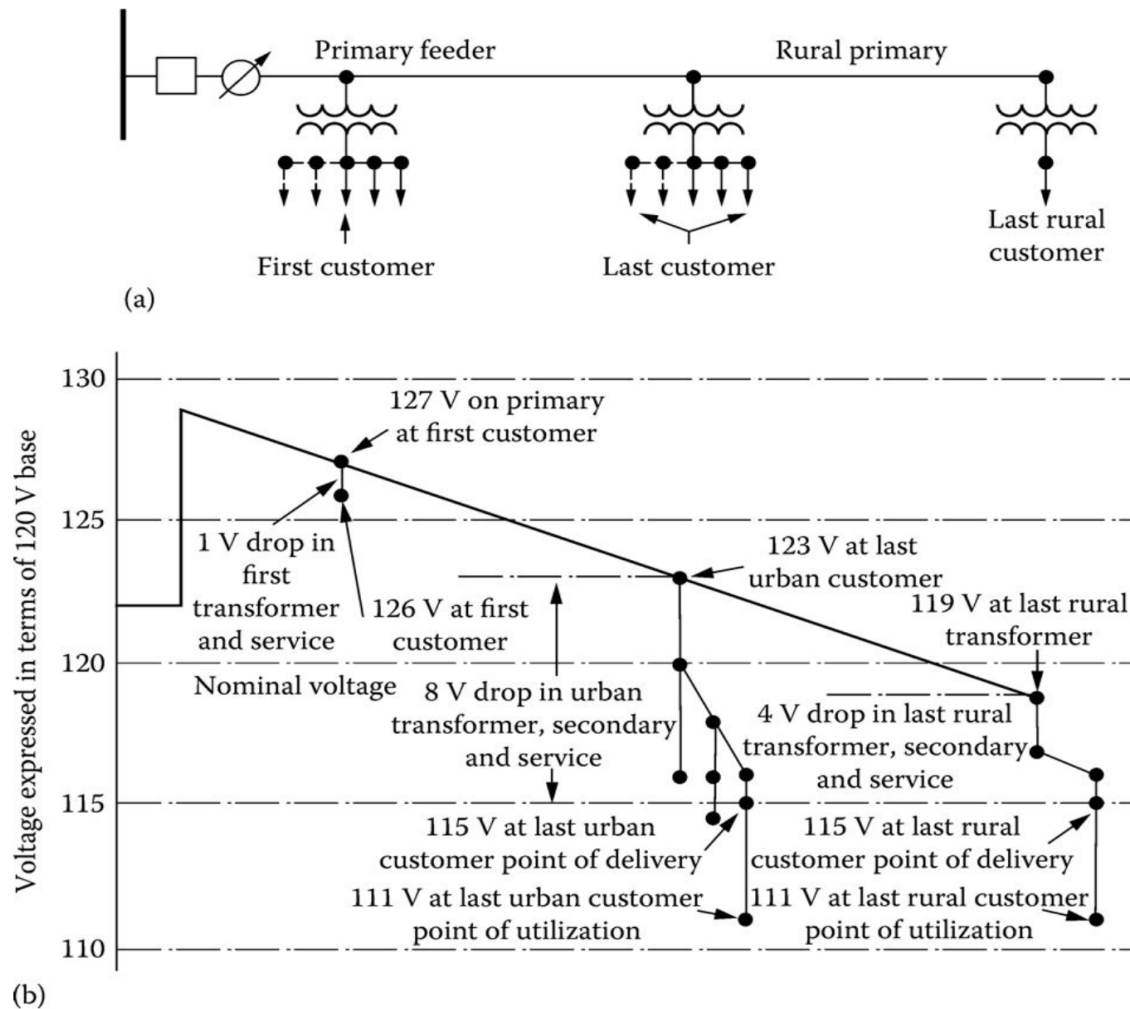 Primary feeder
Rural primary
First customer
Last customer
Last rural
customer
(a)
Voltage expressed in terms of 120 V base
130
125
120
115
110
127 V on primary
at first customer
1 V drop in
first
transformer
and service
126 V at first
customer
Nominal voltage
123 V at last
urban customer
8 V drop in urban
transformer, secondary
and service
119 V at last rural
transformer
4 V drop in last rural
transformer, secondary
and service
115 V at last urban
customer point of delivery
111 V at last urban customer
point of utilization
115 V at last rural
customer point of delivery
111 V at last rural customer
point of utilization
(b)